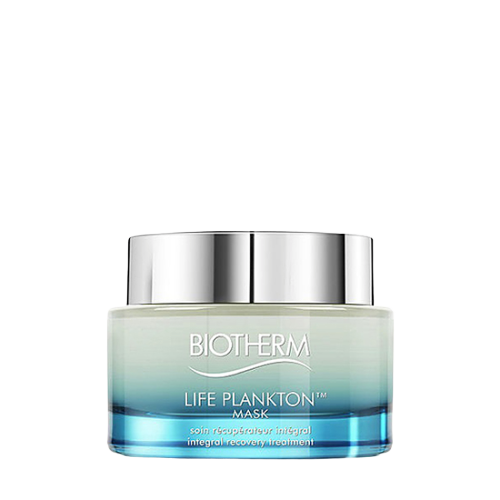 BIOTHERM
LIFE PLANKTON™
MASK
soin récupérateur intégral
integral recovery treatment